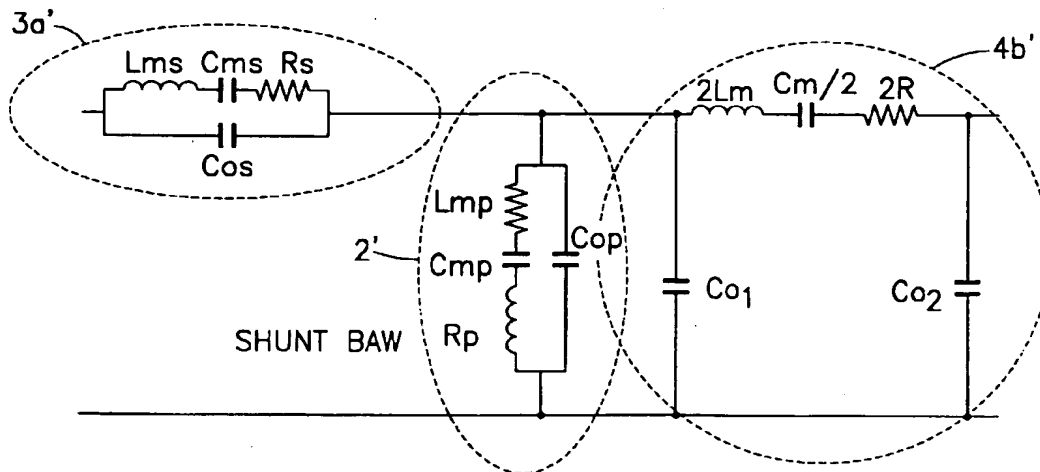 3a'
Lms Cms Rs
Cos
4b'
2Lm Cm/2 2R
Lmp
Cop
2'
Cmp
Co1
Co2
Rp
SHUNT BAW